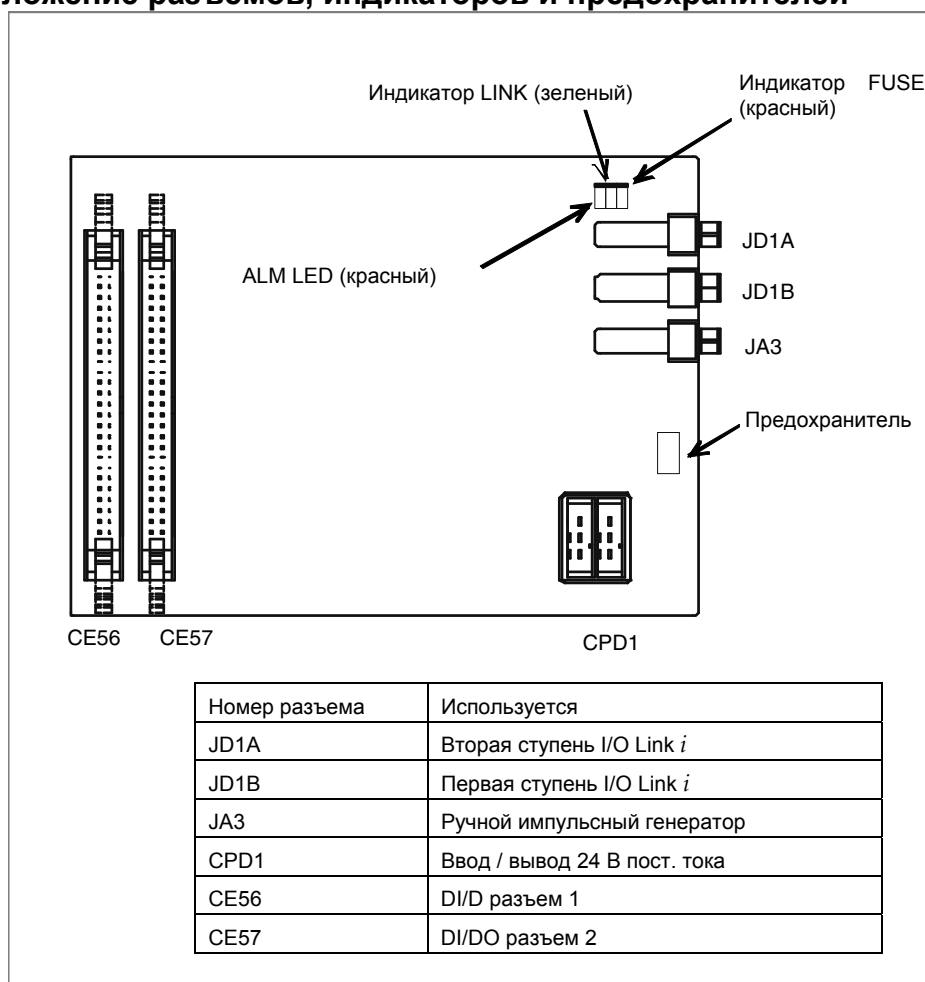 ложение разъемов, индикаторов и предохранителей
Индикатор LINK (зеленый)
Индикатор FUSE
(красный)
ALM LED (красный)
JD1A
JD1B
JA3
Предохранитель
CE56 CE57 CPD1
Номер разъема Используется
JD1A Вторая ступень I/O Link i
JD1B Первая ступень I/O Link i
JA3 Ручной импульсный генератор
CPD1 Ввод / вывод 24 В пост. тока
CE56 DI/D разъем 1
CE57 DI/DO разъем 2